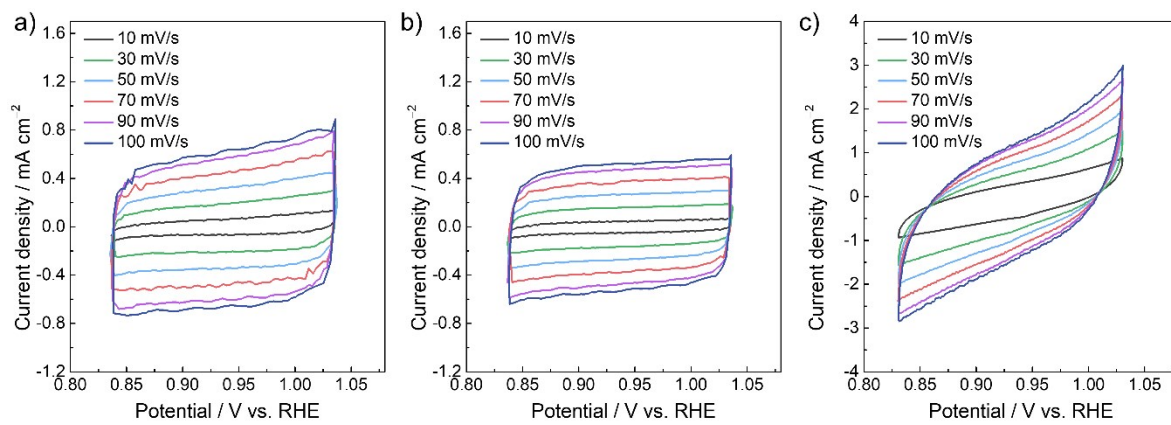 a)
10 mV/s
30 mV/s
50 mV/s
70 mV/s
90 mV/s
100 mV/s
1.6
1.2
0.8
0.4
0.0
-0.4
-0.8
-1.2
Current density / mA cm⁻²
0.80
0.85
0.90
0.95
1.00
1.05
Potential / V vs. RHE
b)
10 mV/s
30 mV/s
50 mV/s
70 mV/s
90 mV/s
100 mV/s
1.6
1.2
0.8
0.4
0.0
-0.4
-0.8
-1.2
Current density / mA cm⁻²
0.80
0.85
0.90
0.95
1.00
1.05
Potential / V vs. RHE
c)
10 mV/s
30 mV/s
50 mV/s
70 mV/s
90 mV/s
100 mV/s
4
3
2
1
0
-1
-2
-3
-4
Current density / mA cm⁻²
0.80
0.85
0.90
0.95
1.00
1.05
Potential / V vs. RHE